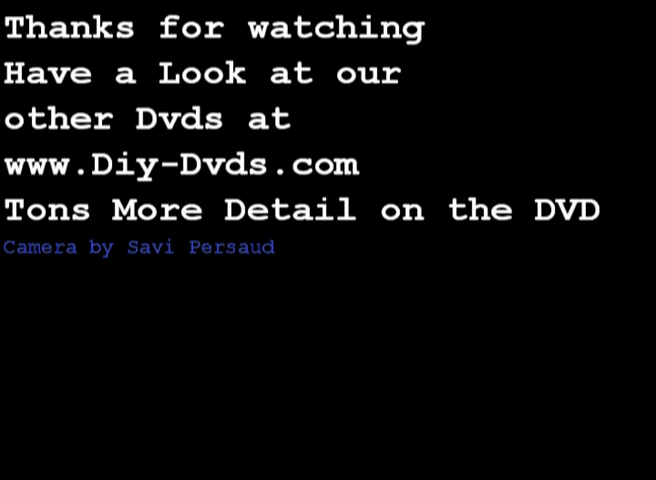 Thanks for watching
Have a Look at our
other Dvds at
www.Diy-Dvds.com
Tons More Detail on the DVD
Camera by Savi Persaud